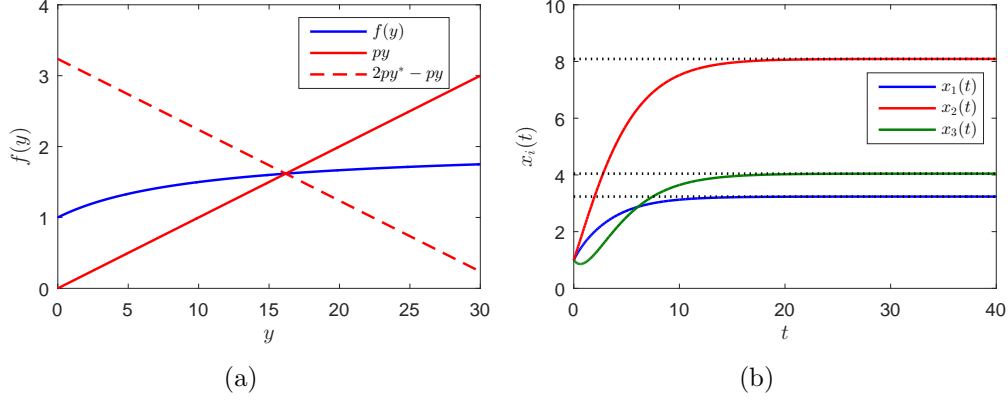 f(y)
py
2py* − py
4
3
2
1
0
f(y)
0 5 10 15 20 25 30
y
(a)
10
8
6
4
2
0
x_i(t)
x_1(t)
x_2(t)
x_3(t)
0 10 20 30 40
t
(b)